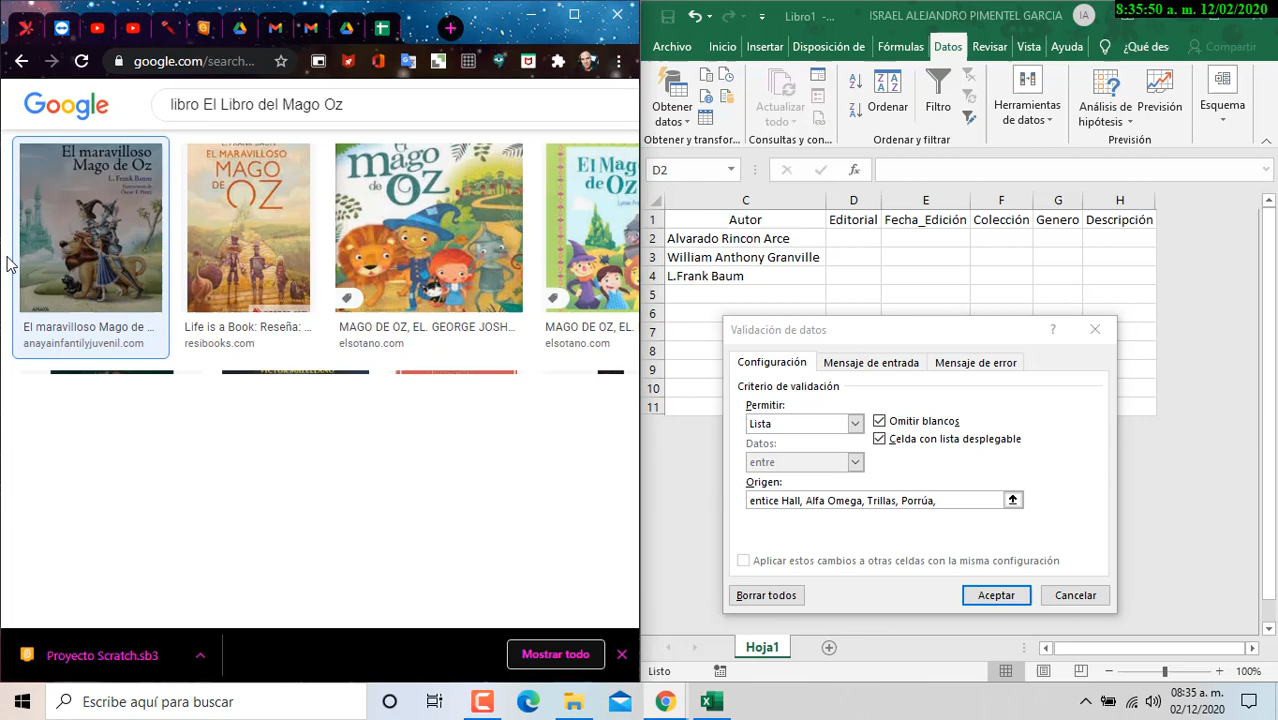 8:35:50 a. m. 12/02/2020
Libro1 -...
ISRAEL ALEJANDRO PIMENTEL GARCIA
IA
google.com/search...
Archivo
Inicio
Insertar
Disposición de
Fórmulas
Datos
Revisar
Vista
Ayuda
¿Qué des
Compartir
Google
libro El Libro del Mago Oz
Obtener datos
Actualizar todo
Ordenar
Filtro
Herramientas de datos
Análisis de hipótesis
Previsión
Esquema
Obtener y transfor...
Consultas y con...
Ordenar y filtrar
Previsión
D2
fx
C D E F G H
1 Autor Editorial Fecha_Edición Colección Genero Descripción
2 Alvarado Rincon Arce
3 William Anthony Granville
4 L.Frank Baum
5
6
7
8
9
10
11
El maravilloso
Mago de Oz
L. Frank Baum
ANAYA
EL MARAVILLOSO
MAGO
DE
OZ
el mago
de OZ
El Mag
de Oz
El maravilloso Mago de ...
anayainfantilyjuvenil.com
Life is a Book: Reseña: ...
resibooks.com
MAGO DE OZ, EL. GEORGE JOSH...
elsotano.com
MAGO DE OZ, EL.
elsotano.com
Validación de datos
?
Configuración
Mensaje de entrada
Mensaje de error
Criterio de validación
Permitir:
Lista
Omitir blancos
Celda con lista desplegable
Datos:
entre
Origen:
entice Hall, Alfa Omega, Trillas, Porrúa,
Aplicar estos cambios a otras celdas con la misma configuración
Borrar todos
Aceptar
Cancelar
Proyecto Scratch.sb3
Mostrar todo
Hoja1
Listo
100%
Escribe aquí para buscar
08:35 a. m.
02/12/2020